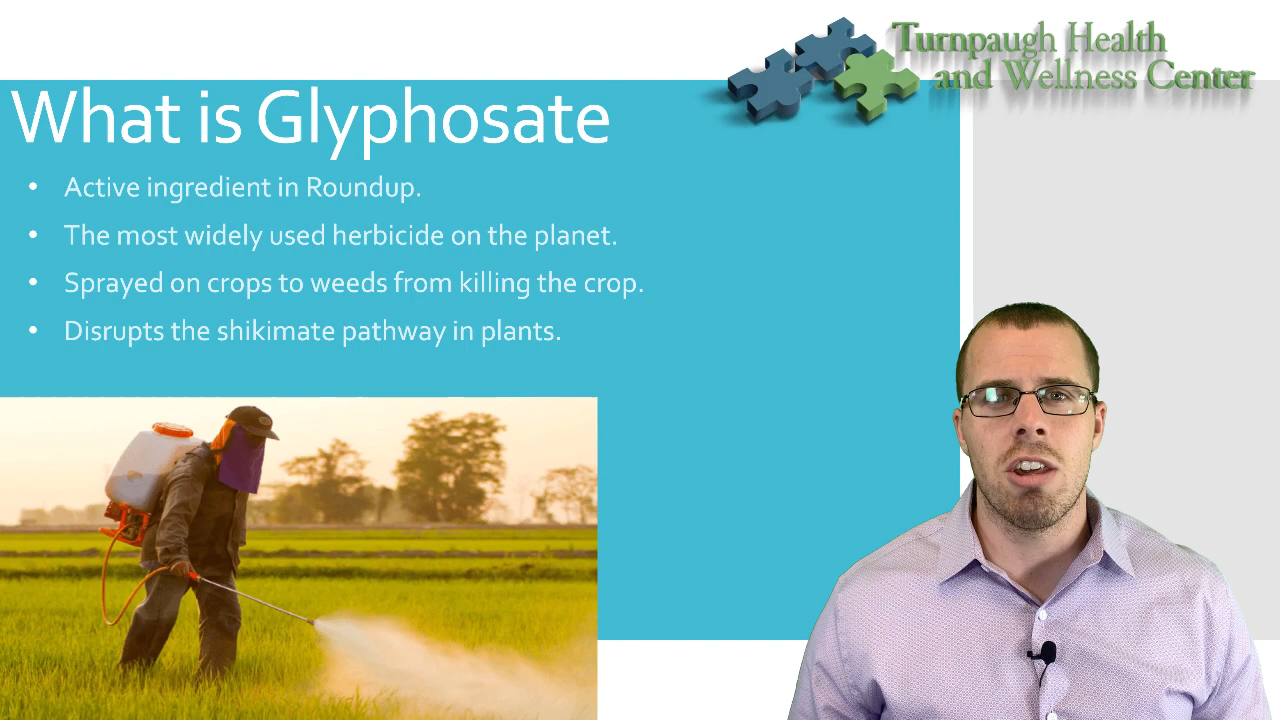 Turnpaugh Health
and Wellness Center
What is Glyphosate
• Active ingredient in Roundup.
• The most widely used herbicide on the planet.
• Sprayed on crops to weeds from killing the crop.
• Disrupts the shikimate pathway in plants.